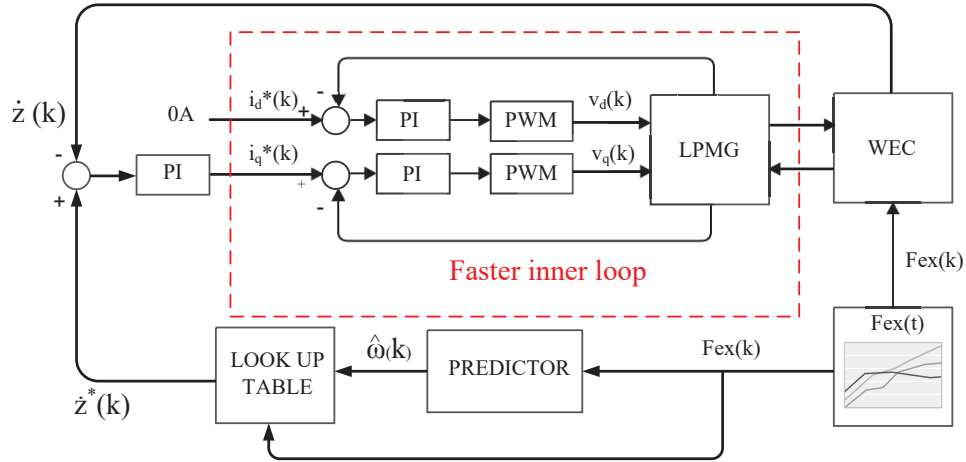 ż (k)
-
+
PI
0A
i_d*(k)
+
-
PI
PWM
v_d(k)
i_q*(k)
+
-
PI
PWM
v_q(k)
LPMG
WEC
Faster inner loop
Fex(k)
Fex(t)
Fex(k)
PREDICTOR
ω̂(k)
LOOK UP
TABLE
ż*(k)